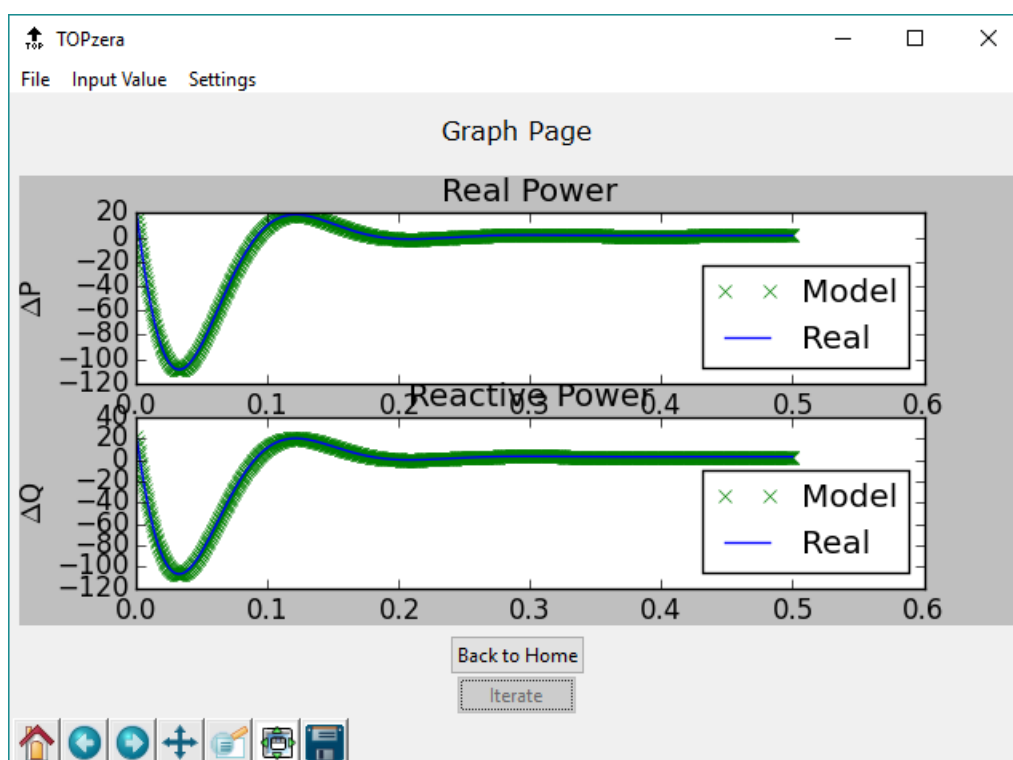 TOP TOPzera
File Input Value Settings
Graph Page
Real Power
20
0
−20
−40
−60
−80
−100
−120
ΔP
× × Model
Real
0.0 0.1 0.2 0.3 0.4 0.5 0.6
Reactive Power
40
20
0
−20
−40
−60
−80
−100
−120
ΔQ
× × Model
Real
0.0 0.1 0.2 0.3 0.4 0.5 0.6
Back to Home
Iterate